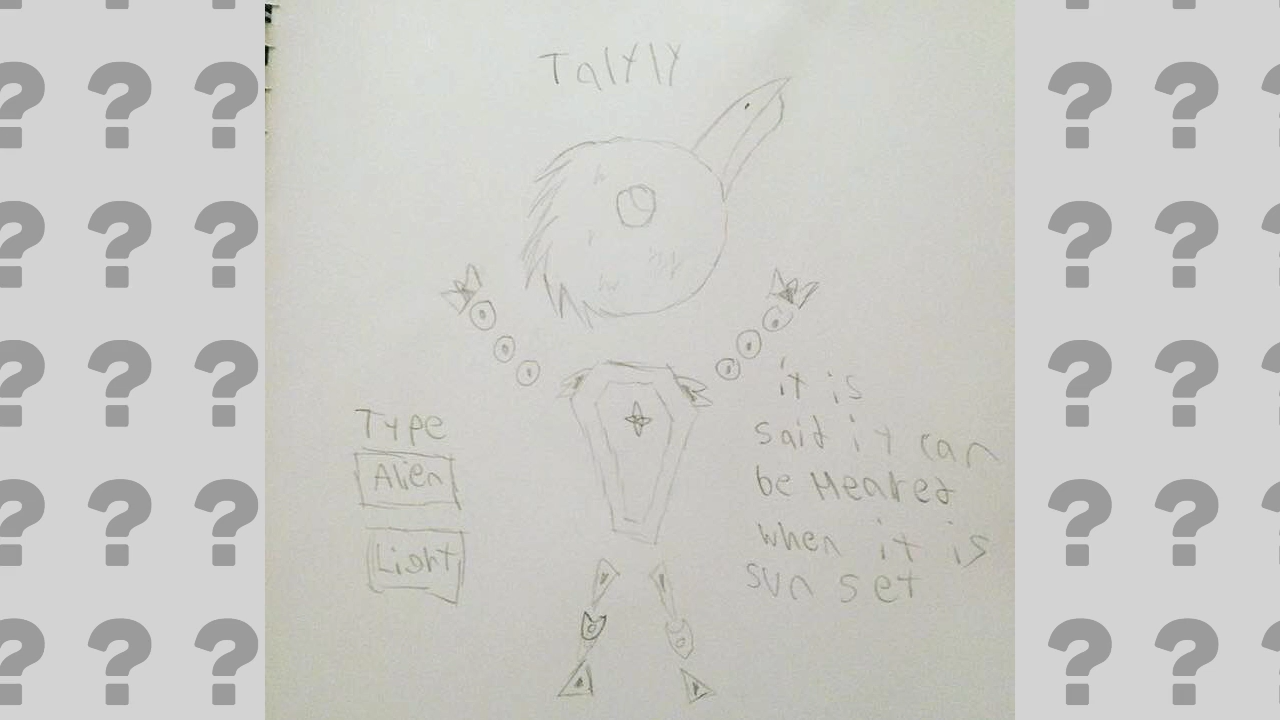 Talyly
Type
Alien
Light
it is
said it can
be Heared
when it is
sun set